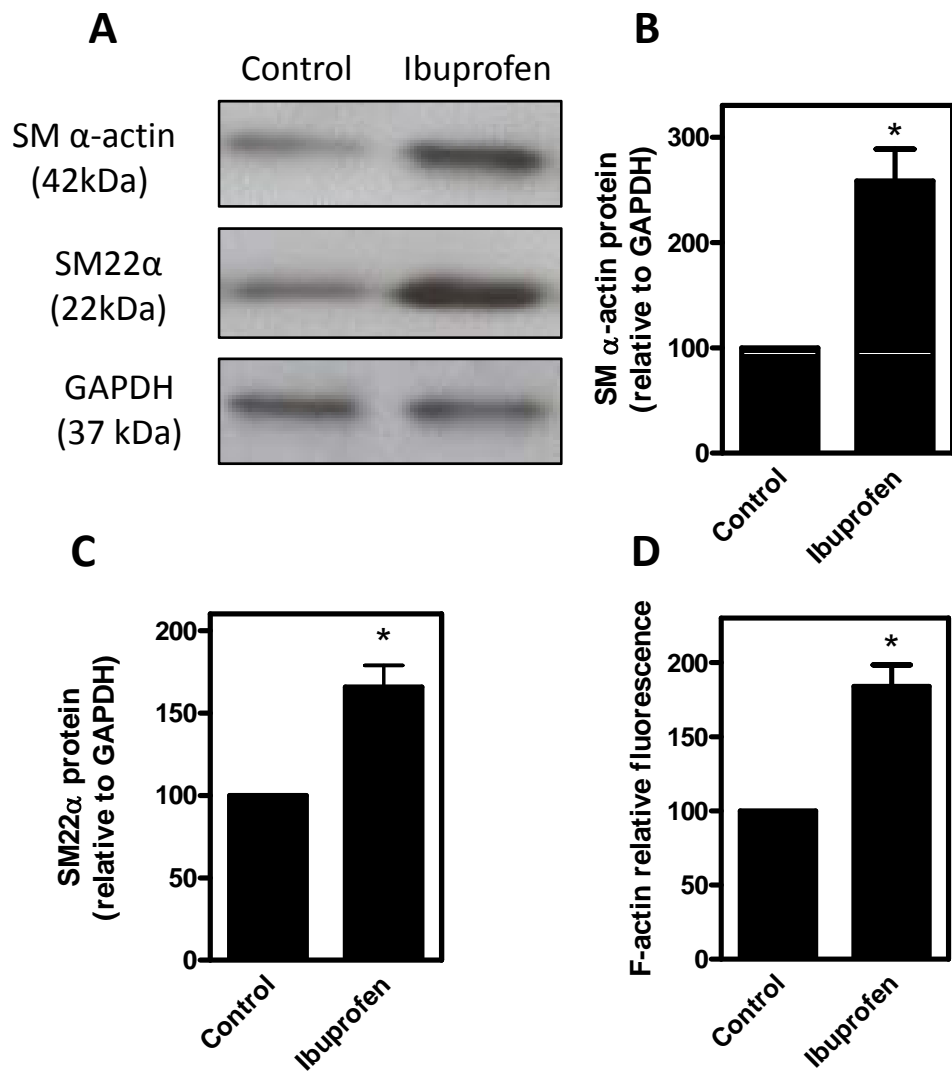 A
Control Ibuprofen
SM α-actin
(42kDa)
SM22α
(22kDa)
GAPDH
(37 kDa)
B
SM α-actin protein
(relative to GAPDH)
300
200
100
0
*
Control
Ibuprofen
C
SM22α protein
(relative to GAPDH)
200
150
100
50
0
*
Control
Ibuprofen
D
F-actin relative fluorescence
200
150
100
50
0
*
Control
Ibuprofen